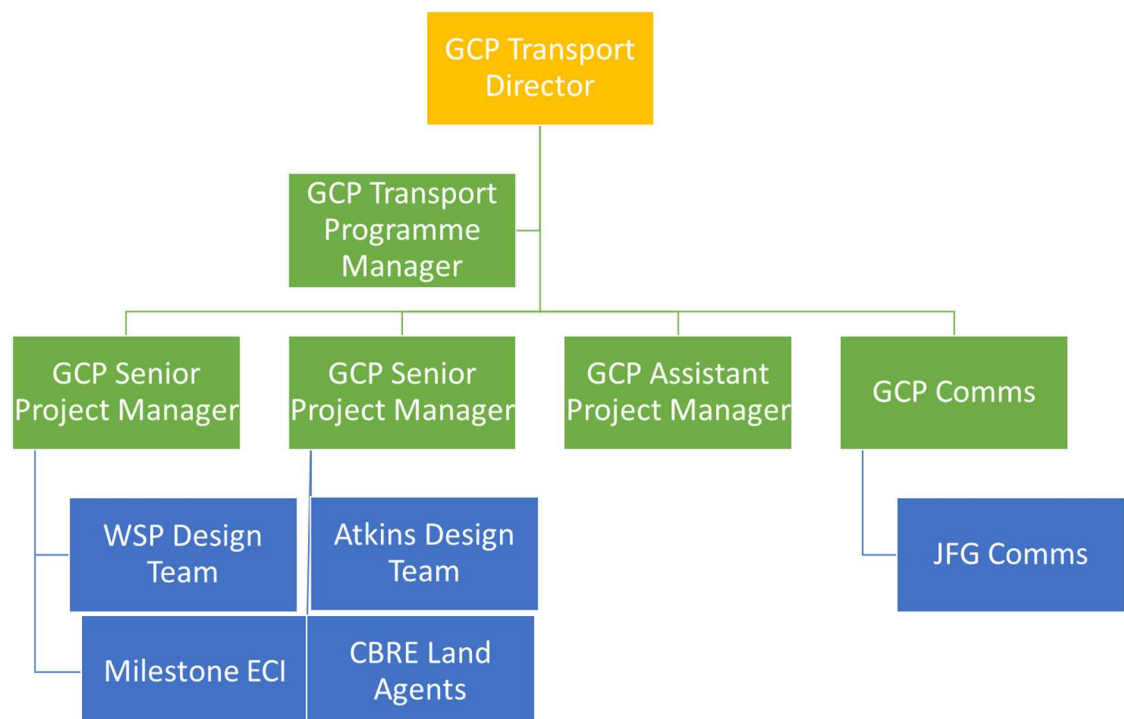 GCP Transport
Director
GCP Transport
Programme
Manager
GCP Senior
Project Manager
GCP Senior
Project Manager
GCP Assistant
Project Manager
GCP Comms
WSP Design
Team
Atkins Design
Team
JFG Comms
Milestone ECI
CBRE Land
Agents